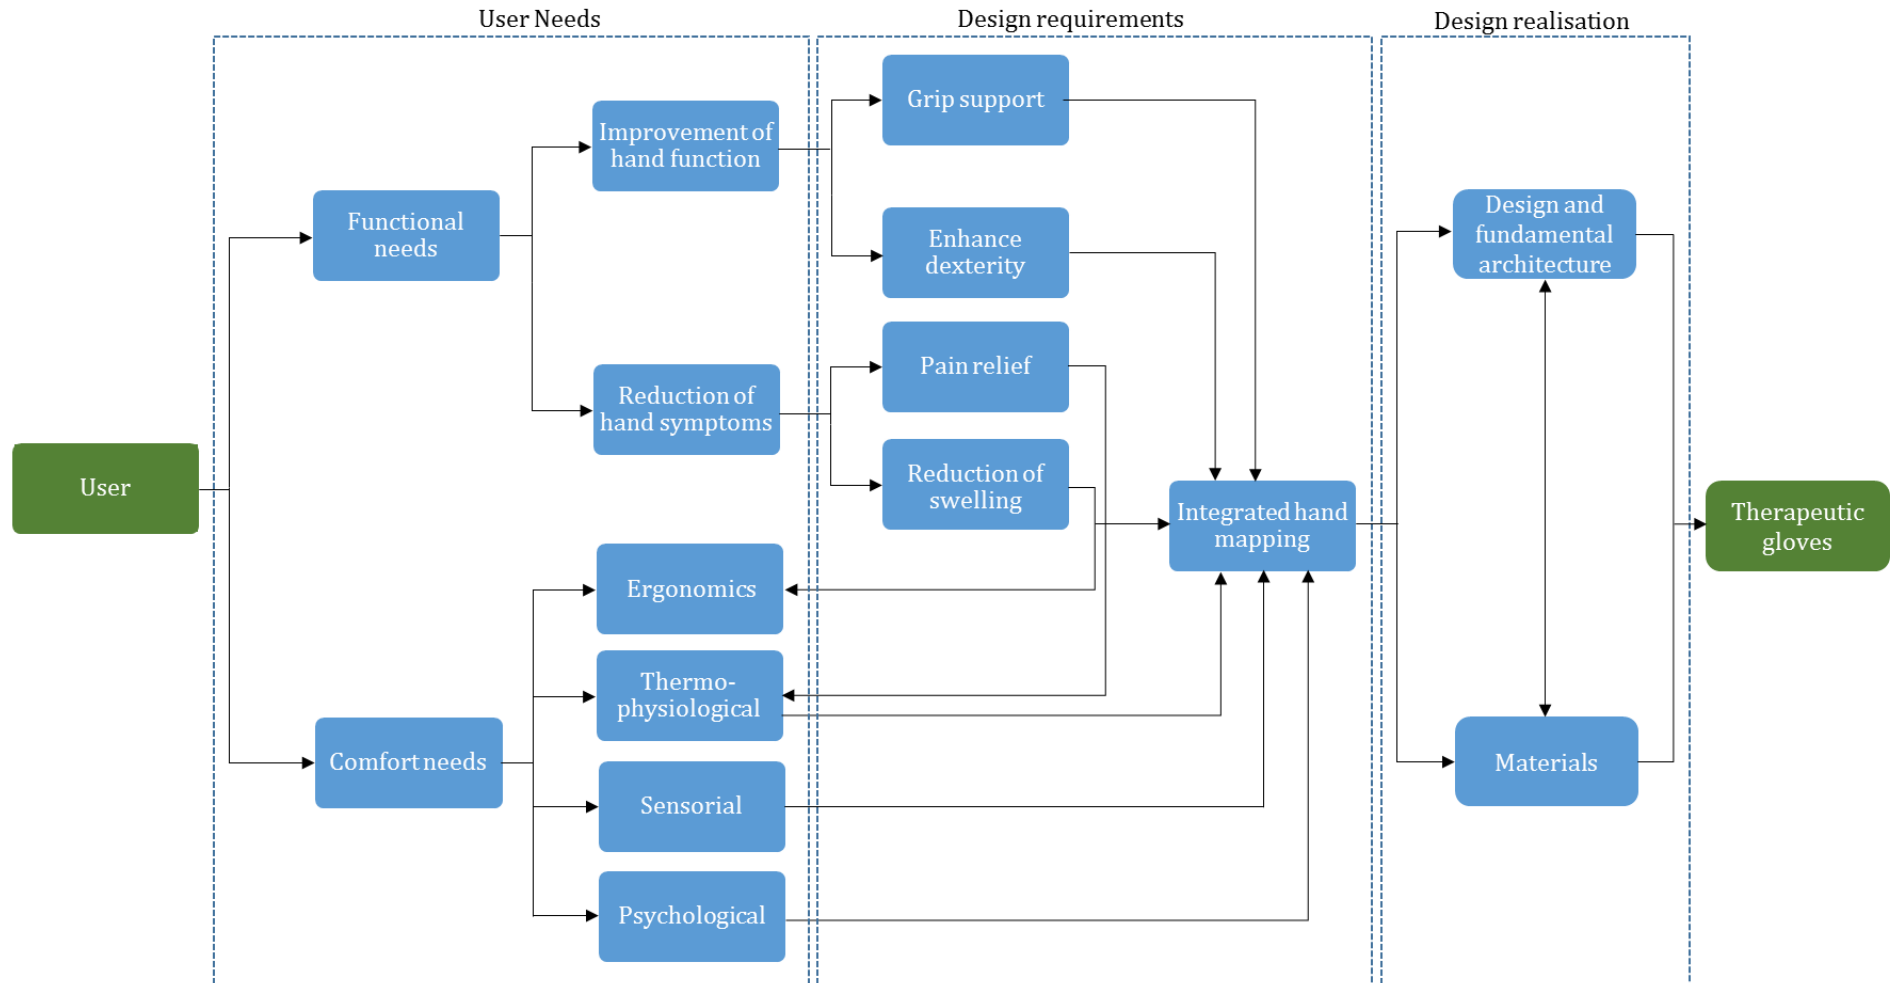 User Needs
Design requirements
Design realisation
Grip support
Improvement of
hand function
Functional
needs
Enhance
dexterity
Design and
fundamental
architecture
Pain relief
Reduction of
hand symptoms
User
Reduction of
swelling
Integrated hand
mapping
Therapeutic
gloves
Ergonomics
Thermo-
physiological
Comfort needs
Materials
Sensorial
Psychological